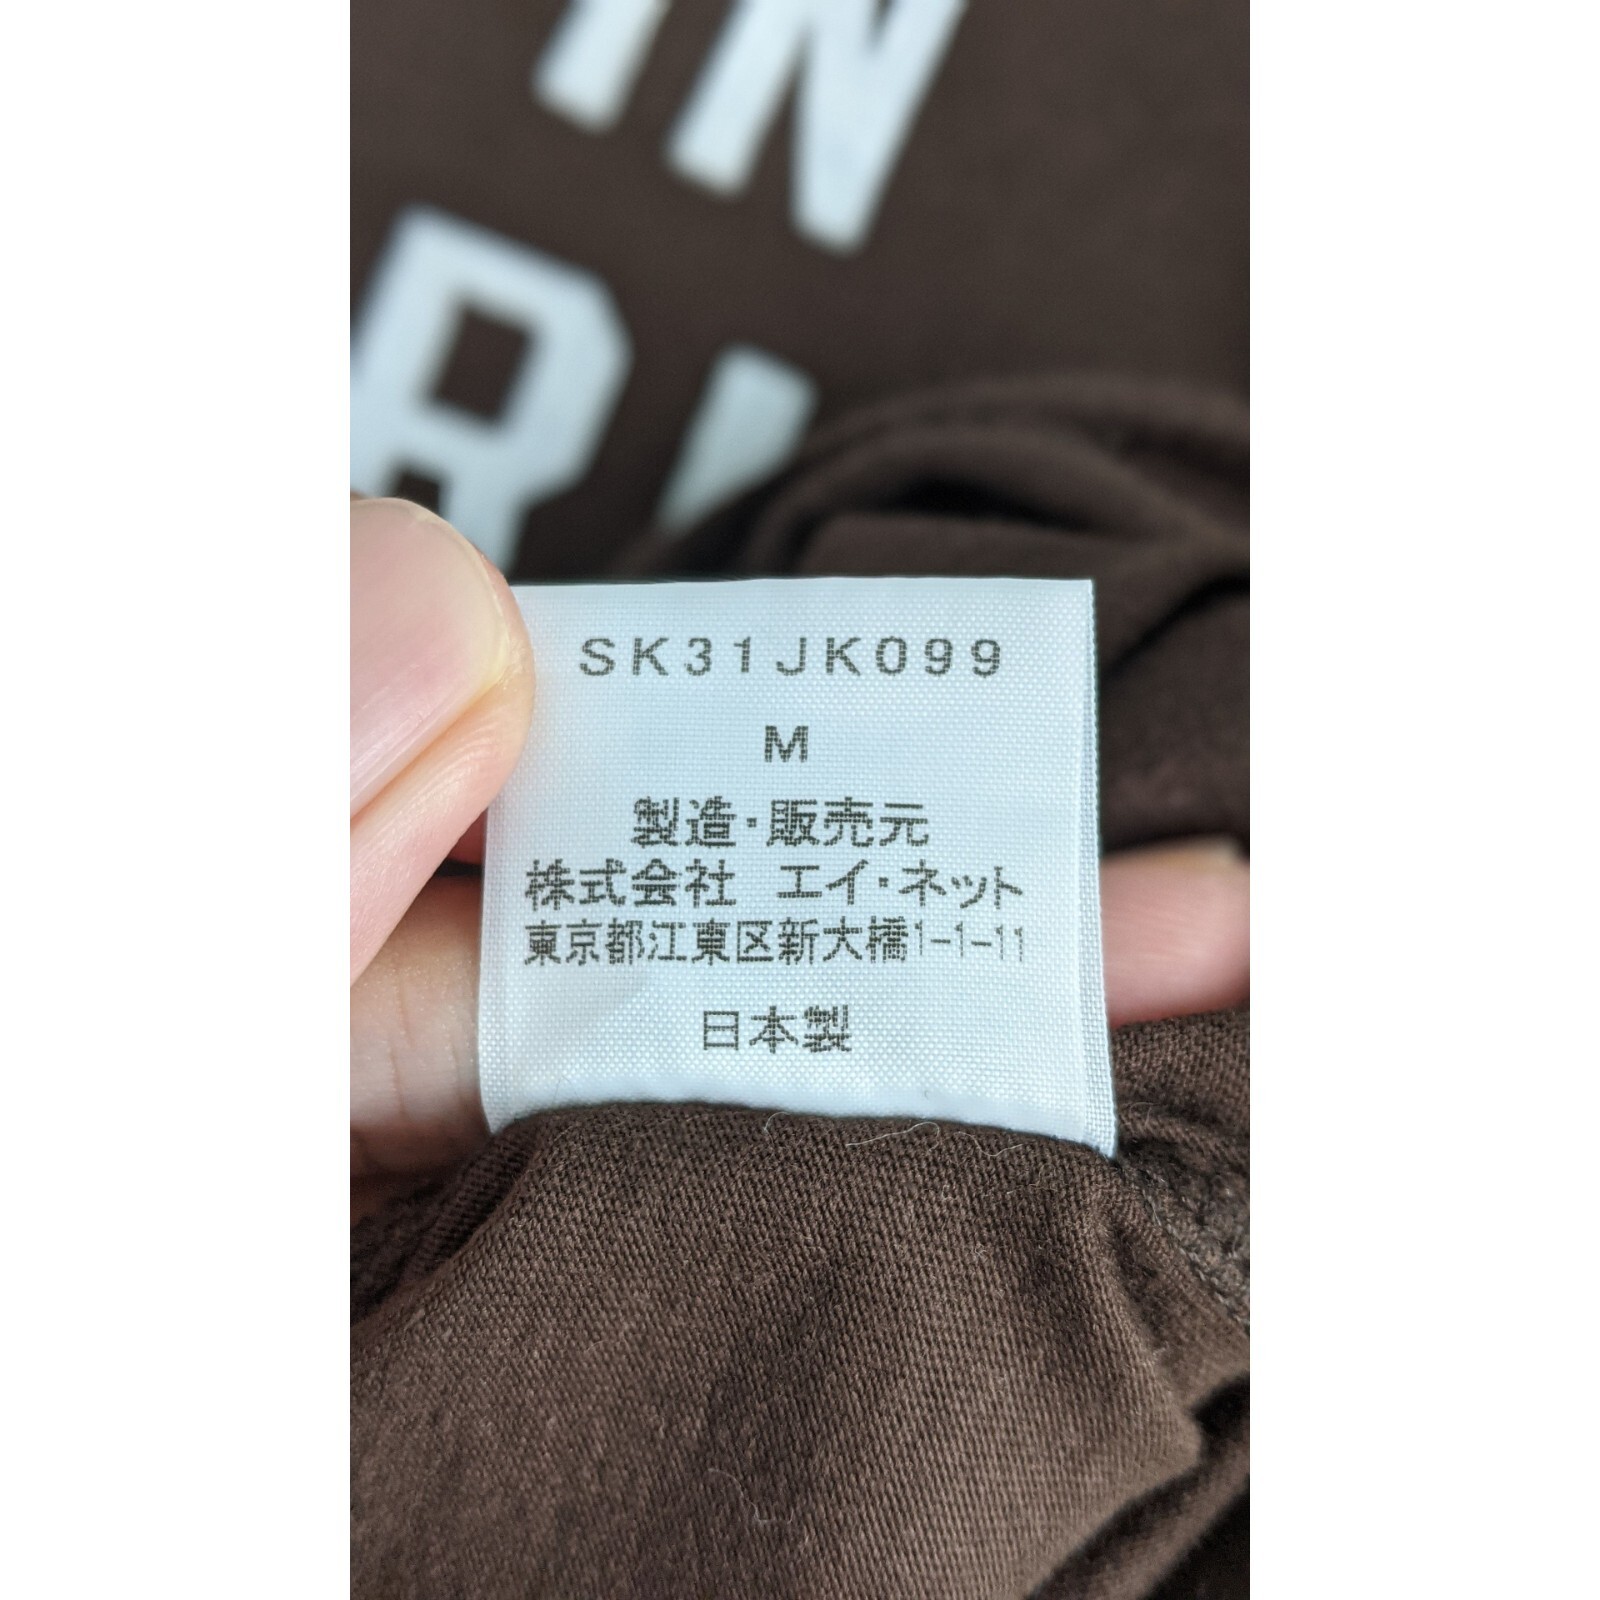 IN
R
SK31JK099
M
製造・販売元
株式会社 エイ・ネット
東京都江東区新大橋1-1-11
日本製